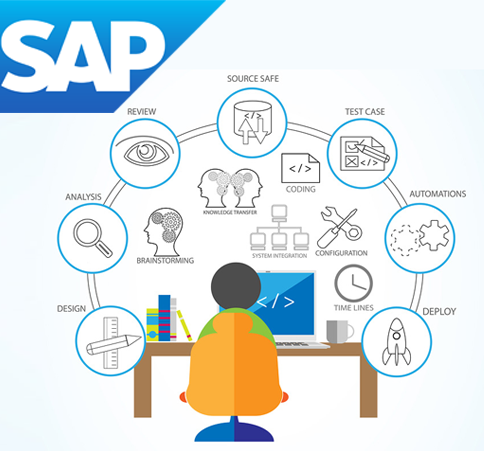 SAP
SOURCE SAFE
REVIEW
TEST CASE
CODING
ANALYSIS
AUTOMATIONS
KNOWLEDGE TRANSFER
BRAINSTORMING
SYSTEM INTEGRATION
CONFIGURATION
TIME LINES
DESIGN
DEPLOY